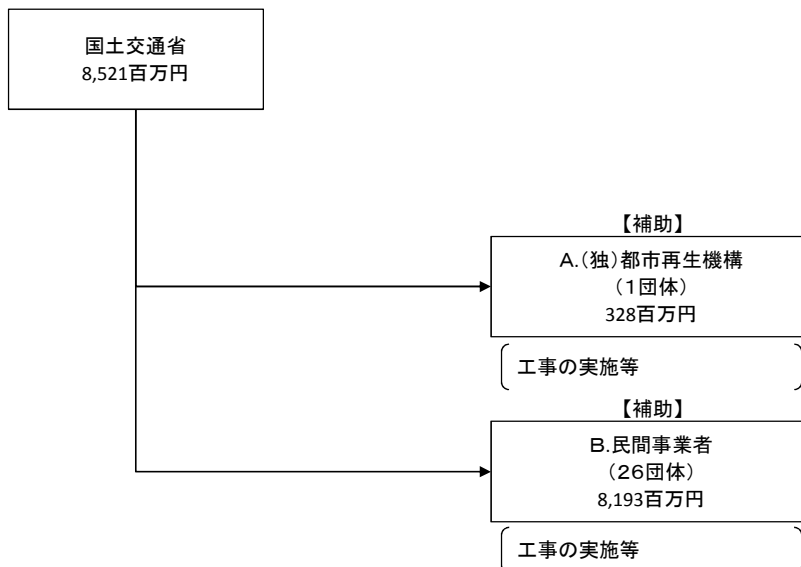 国土交通省
8,521百万円
【補助】
A.(独)都市再生機構
(1団体)
328百万円
工事の実施等
【補助】
B.民間事業者
(26団体)
8,193百万円
工事の実施等